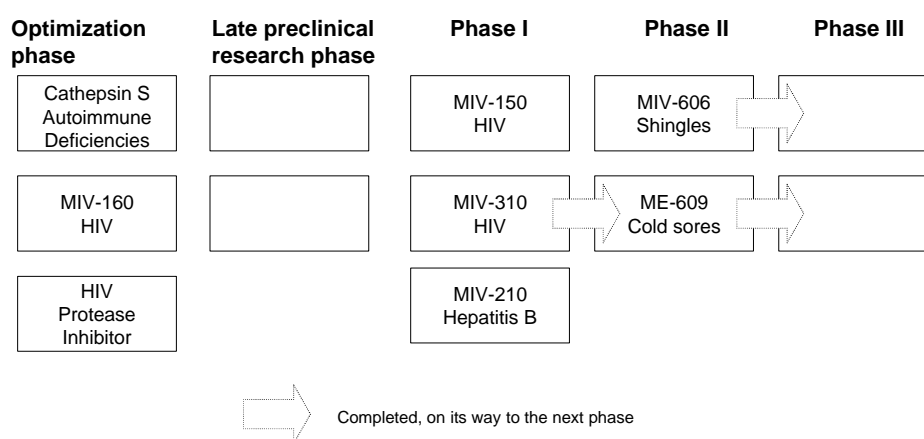 Optimization
phase
Late preclinical
research phase
Phase I
Phase II
Phase III
Cathepsin S
Autoimmune
Deficiencies
MIV-150
HIV
MIV-606
Shingles
MIV-160
HIV
MIV-310
HIV
ME-609
Cold sores
HIV
Protease
Inhibitor
MIV-210
Hepatitis B
Completed, on its way to the next phase